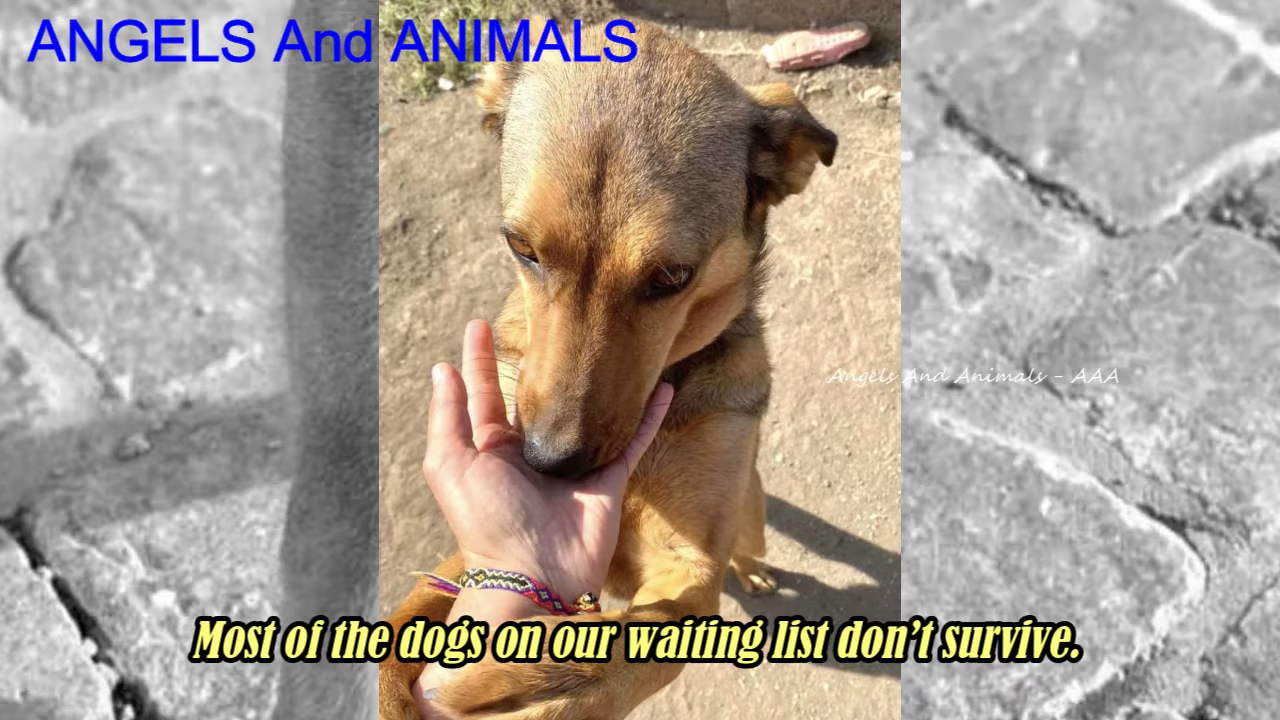 ANGELS And ANIMALS
Angels And Animals - AAA
Most of the dogs on our waiting list don’t survive.